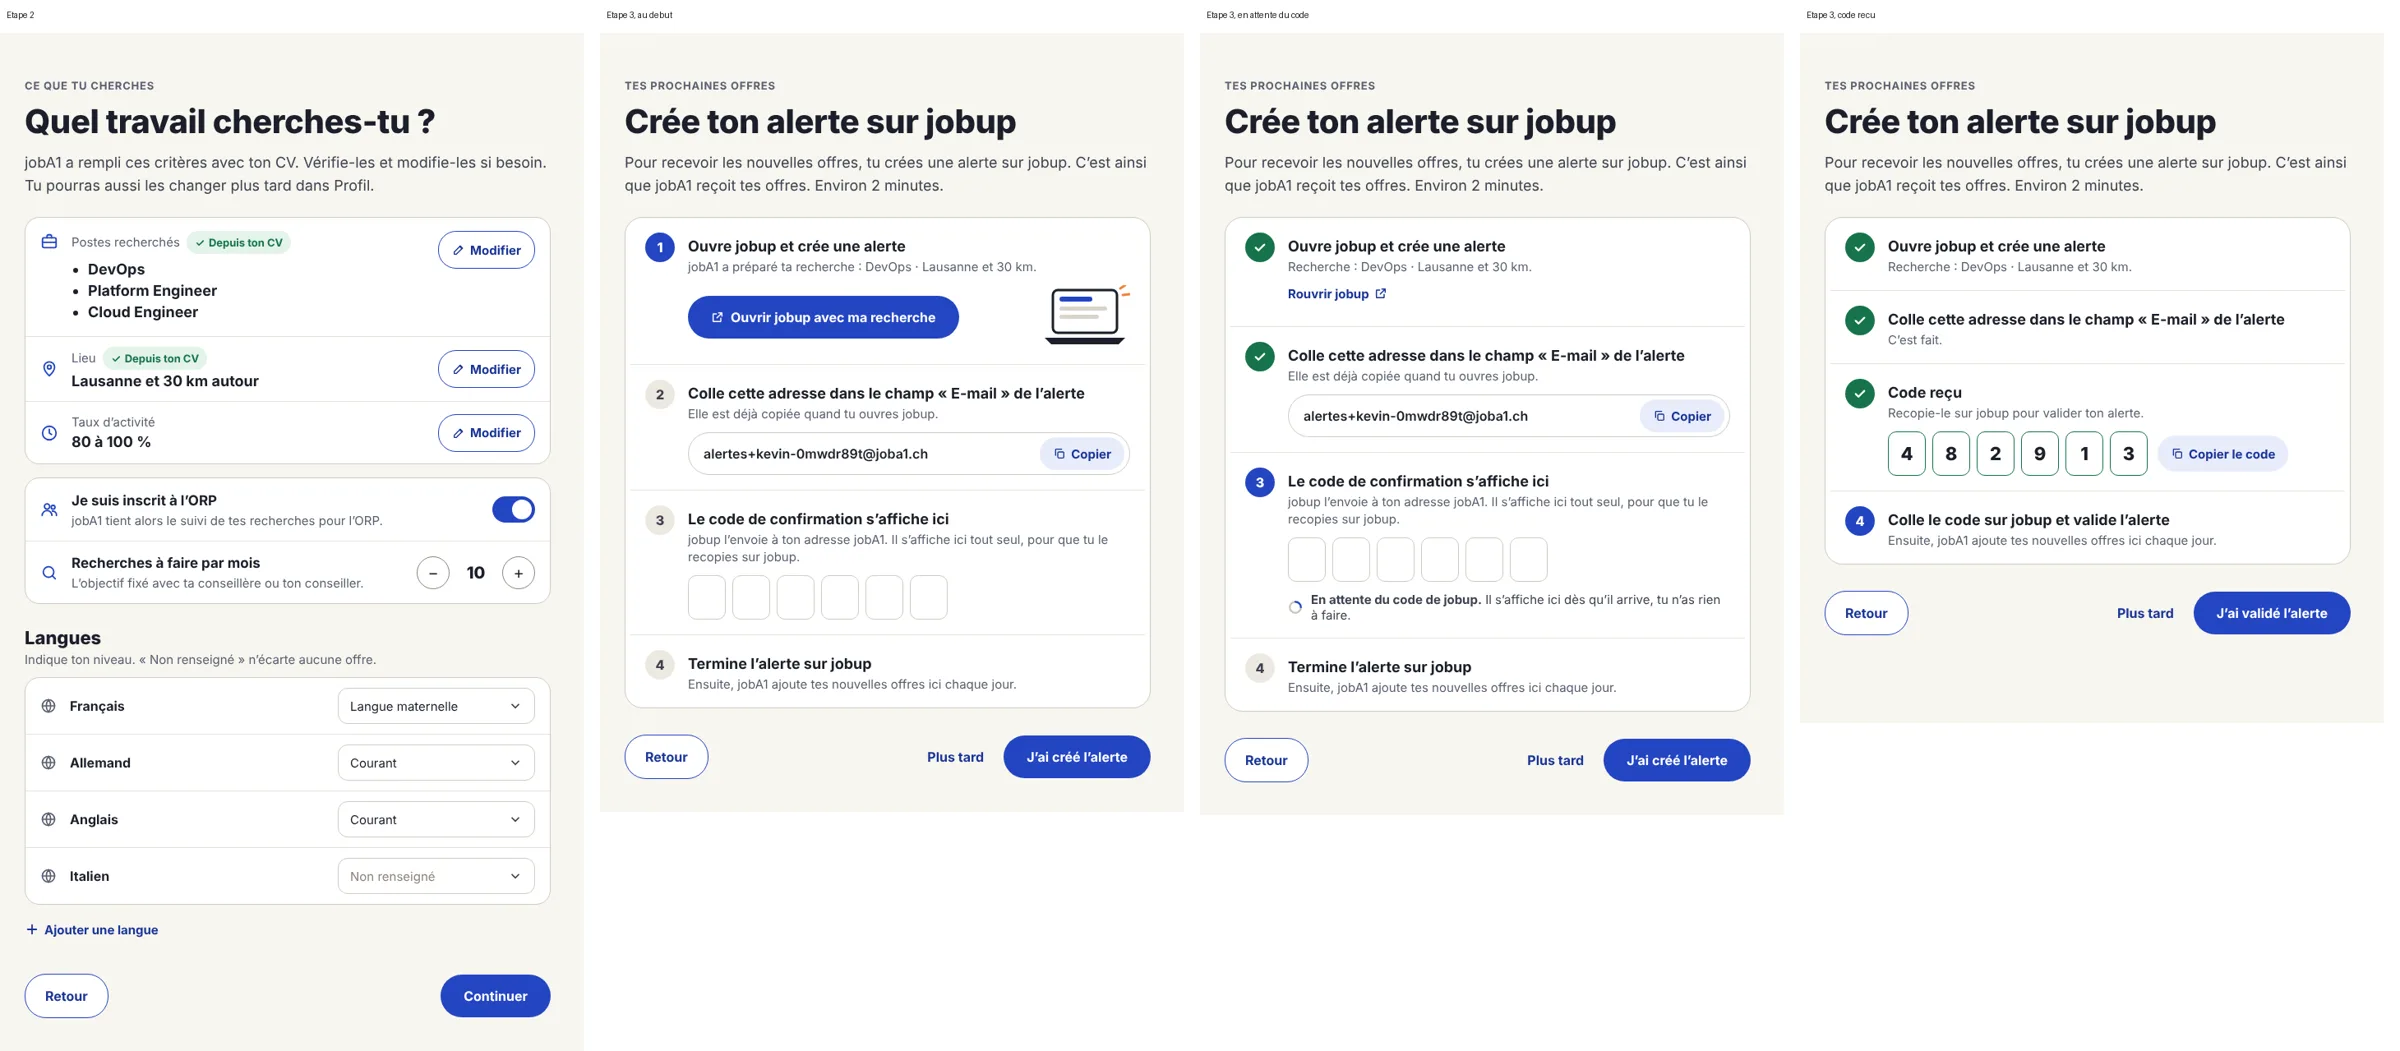 Etape 2
CE QUE TU CHERCHES
Quel travail cherches-tu ?
jobA1 a rempli ces critères avec ton CV. Vérifie-les et modifie-les si besoin.
Tu pourras aussi les changer plus tard dans Profil.
Postes recherchés ✓ Depuis ton CV
Modifier
• DevOps
• Platform Engineer
• Cloud Engineer
Lieu ✓ Depuis ton CV
Lausanne et 30 km autour
Modifier
Taux d’activité
80 à 100 %
Modifier
Je suis inscrit à l’ORP
jobA1 tient alors le suivi de tes recherches pour l’ORP.
Recherches à faire par mois
L’objectif fixé avec ta conseillère ou ton conseiller.
− 10 +
Langues
Indique ton niveau. « Non renseigné » n’écarte aucune offre.
Français Langue maternelle
Allemand Courant
Anglais Courant
Italien Non renseigné
+ Ajouter une langue
Retour Continuer
Etape 3, au debut
TES PROCHAINES OFFRES
Crée ton alerte sur jobup
Pour recevoir les nouvelles offres, tu crées une alerte sur jobup. C’est ainsi
que jobA1 reçoit tes offres. Environ 2 minutes.
1 Ouvre jobup et crée une alerte
jobA1 a préparé ta recherche : DevOps · Lausanne et 30 km.
Ouvrir jobup avec ma recherche
2 Colle cette adresse dans le champ « E-mail » de l’alerte
Elle est déjà copiée quand tu ouvres jobup.
alertes+kevin-0mwdr89t@joba1.ch Copier
3 Le code de confirmation s’affiche ici
jobup l’envoie à ton adresse jobA1. Il s’affiche ici tout seul, pour que tu le
recopies sur jobup.
4 Termine l’alerte sur jobup
Ensuite, jobA1 ajoute tes nouvelles offres ici chaque jour.
Retour Plus tard J’ai créé l’alerte
Etape 3, en attente du code
TES PROCHAINES OFFRES
Crée ton alerte sur jobup
Pour recevoir les nouvelles offres, tu crées une alerte sur jobup. C’est ainsi
que jobA1 reçoit tes offres. Environ 2 minutes.
Ouvre jobup et crée une alerte
Recherche : DevOps · Lausanne et 30 km.
Rouvrir jobup
Colle cette adresse dans le champ « E-mail » de l’alerte
Elle est déjà copiée quand tu ouvres jobup.
alertes+kevin-0mwdr89t@joba1.ch Copier
3 Le code de confirmation s’affiche ici
jobup l’envoie à ton adresse jobA1. Il s’affiche ici tout seul, pour que tu le
recopies sur jobup.
En attente du code de jobup. Il s’affiche ici dès qu’il arrive, tu n’as rien
à faire.
4 Termine l’alerte sur jobup
Ensuite, jobA1 ajoute tes nouvelles offres ici chaque jour.
Retour Plus tard J’ai créé l’alerte
Etape 3, code recu
TES PROCHAINES OFFRES
Crée ton alerte sur jobup
Pour recevoir les nouvelles offres, tu crées une alerte sur jobup. C’est ainsi
que jobA1 reçoit tes offres. Environ 2 minutes.
Ouvre jobup et crée une alerte
Recherche : DevOps · Lausanne et 30 km.
Colle cette adresse dans le champ « E-mail » de l’alerte
C’est fait.
Code reçu
Recopie-le sur jobup pour valider ton alerte.
4 8 2 9 1 3 Copier le code
4 Colle le code sur jobup et valide l’alerte
Ensuite, jobA1 ajoute tes nouvelles offres ici chaque jour.
Retour Plus tard J’ai validé l’alerte